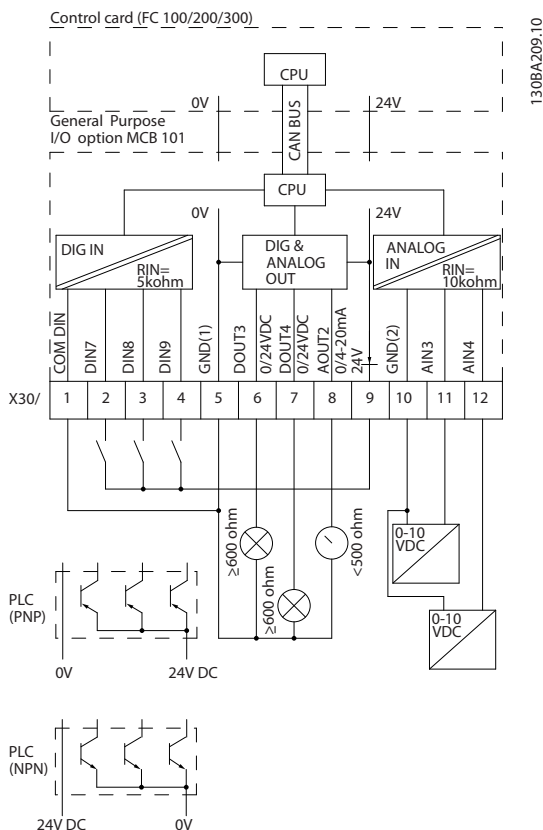 Control card (FC 100/200/300)
130BA209.10
CPU
0V
24V
General Purpose
I/O option MCB 101
CAN BUS
CPU
0V
24V
DIG IN
RIN=
5kohm
DIG &
ANALOG
OUT
ANALOG
IN
RIN=
10kohm
COM DIN
DIN7
DIN8
DIN9
GND(1)
DOUT3
0/24VDC
DOUT4
0/24VDC
AOUT2
0/4-20mA
24V
GND(2)
AIN3
AIN4
X30/ 1 2 3 4 5 6 7 8 9 10 11 12
≥600 ohm
≥600 ohm
<500 ohm
0-10
VDC
0-10
VDC
PLC
(PNP)
0V
24V DC
PLC
(NPN)
24V DC
0V